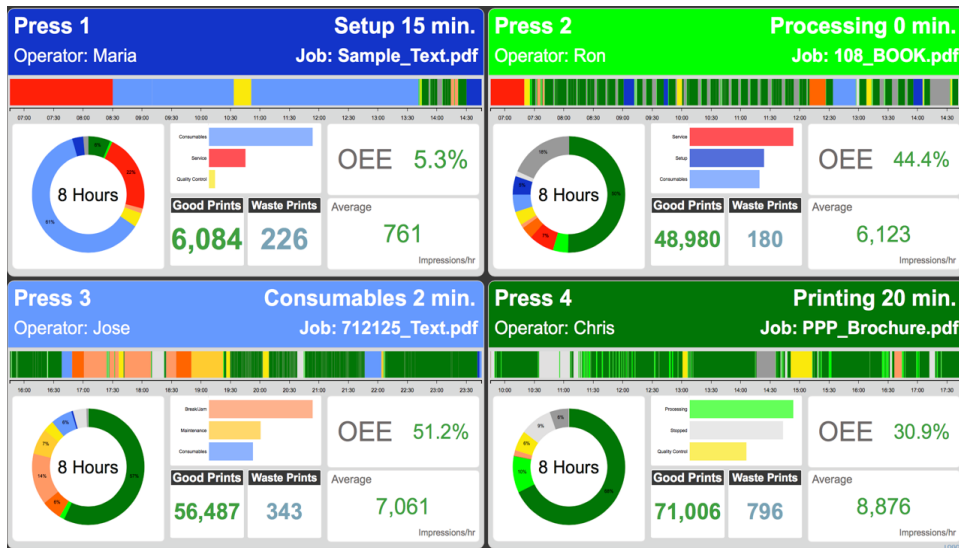 Press 1 Setup 15 min.
Operator: Maria Job: Sample_Text.pdf
07:00 07:30 08:00 08:30 09:00 09:30 10:00 10:30 11:00 11:30 12:00 12:30 13:00 13:30 14:00 14:30
8 Hours
61%
Consumables
Service
Quality Control
OEE 5.3%
Good Prints Waste Prints
6,084 226
Average
761
Impressions/hr
Press 2 Processing 0 min.
Operator: Ron Job: 108_BOOK.pdf
07:00 07:30 08:00 08:30 09:00 09:30 10:00 10:30 11:00 11:30 12:00 12:30 13:00 13:30 14:00 14:30
8 Hours
Service
Setup
Consumables
OEE 44.4%
Good Prints Waste Prints
48,980 180
Average
6,123
Impressions/hr
Press 3 Consumables 2 min.
Operator: Jose Job: 712125_Text.pdf
16:00 16:30 17:00 17:30 18:00 18:30 19:00 19:30 20:00 20:30 21:00 21:30 22:00 22:30 23:00 23:30
14%
7%
8 Hours
Break/Jam
Maintenance
Consumables
OEE 51.2%
Good Prints Waste Prints
56,487 343
Average
7,061
Impressions/hr
Press 4 Printing 20 min.
Operator: Chris Job: PPP_Brochure.pdf
10:00 10:30 11:00 11:30 12:00 12:30 13:00 13:30 14:00 14:30 15:00 15:30 16:00 16:30 17:00 17:30
10%
8 Hours
Processing
Stopped
Quality Control
OEE 30.9%
Good Prints Waste Prints
71,006 796
Average
8,876
Impressions/hr